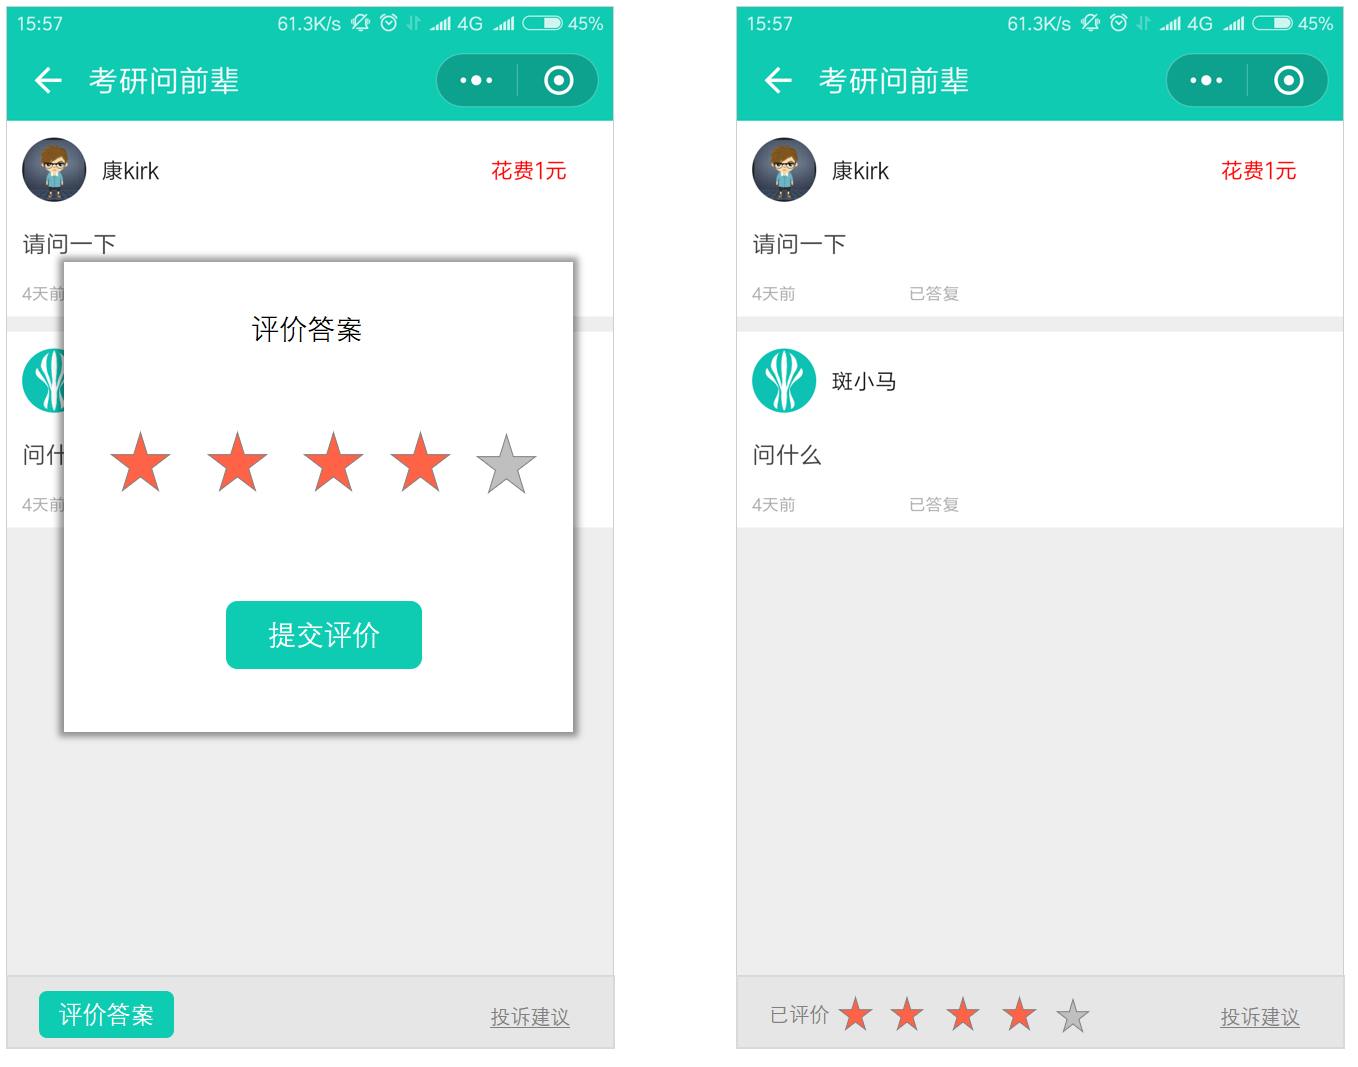 15:57 61.3K/s 4G 45%
考研问前辈
康kirk 花费1元
请问一下
4天前
评价答案
问什
4天前
提交评价
评价答案 投诉建议
15:57 61.3K/s 4G 45%
考研问前辈
康kirk 花费1元
请问一下
4天前 已答复
斑小马
问什么
4天前 已答复
已评价 投诉建议